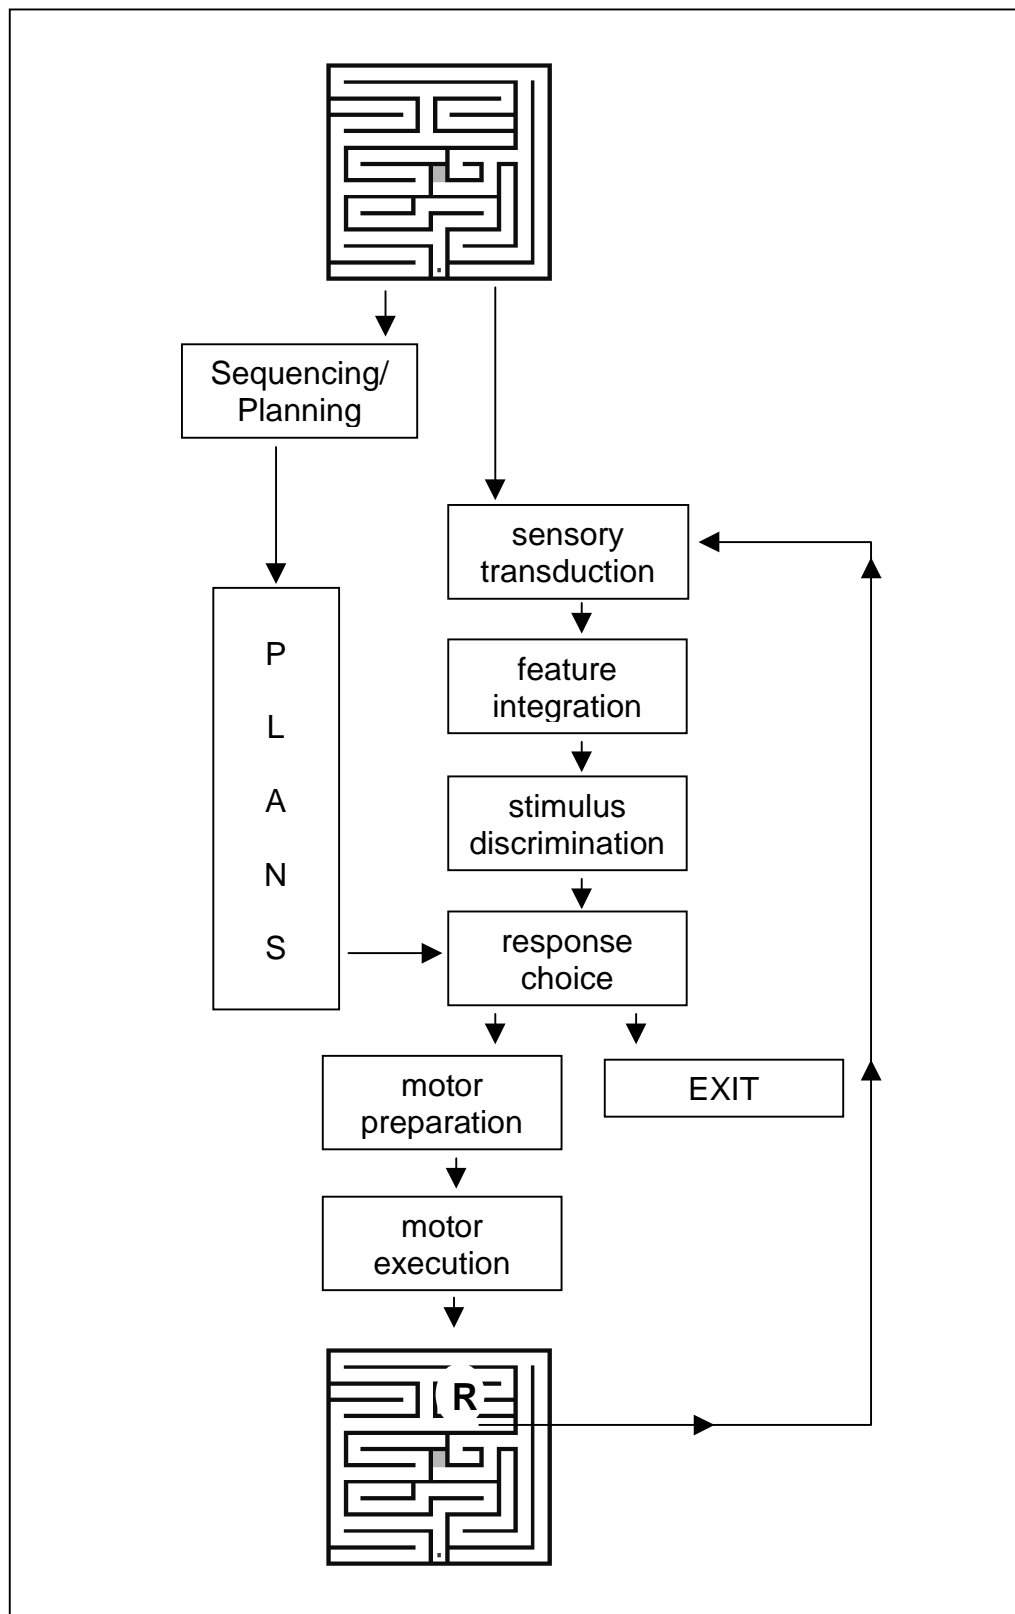 Sequencing/
Planning
sensory
transduction
P
L
A
N
S
feature
integration
stimulus
discrimination
response
choice
motor
preparation
EXIT
motor
execution
R